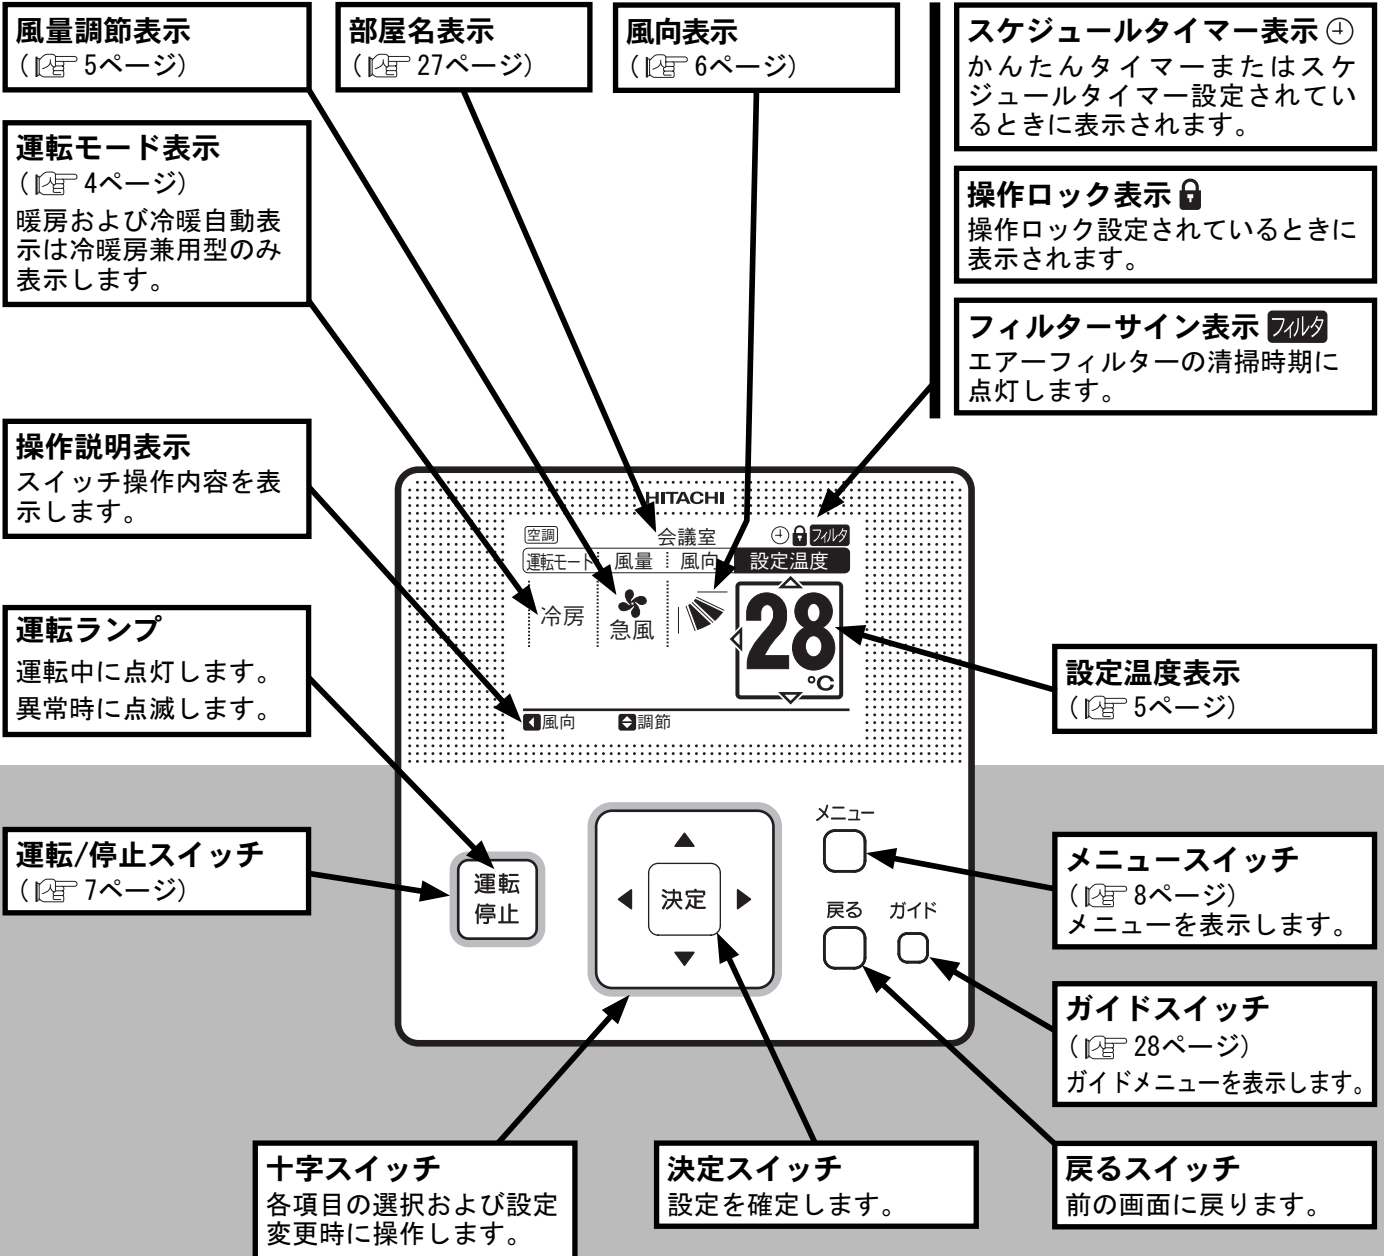 風量調節表示
(5ページ)
部屋名表示
(27ページ)
風向表示
(6ページ)
スケジュールタイマー表示
かんたんタイマーまたはスケ
ジュールタイマー設定されてい
るときに表示されます。
運転モード表示
(4ページ)
暖房および冷暖自動表
示は冷暖房兼用型のみ
表示します。
操作ロック表示
操作ロック設定されているときに
表示されます。
フィルターサイン表示 フィルタ
エアーフィルターの清掃時期に
点灯します。
操作説明表示
スイッチ操作内容を表
示します。
HITACHI
空調 会議室 フィルタ
運転モード 風量 風向 設定温度
冷房 急風 28
℃
風向 調節
運転ランプ
運転中に点灯します。
異常時に点滅します。
設定温度表示
(5ページ)
運転/停止スイッチ
(7ページ)
運転
停止
▲
◀ 決定 ▶
▼
メニュー
戻る ガイド
メニュースイッチ
(8ページ)
メニューを表示します。
ガイドスイッチ
(28ページ)
ガイドメニューを表示します。
十字スイッチ
各項目の選択および設定
変更時に操作します。
決定スイッチ
設定を確定します。
戻るスイッチ
前の画面に戻ります。